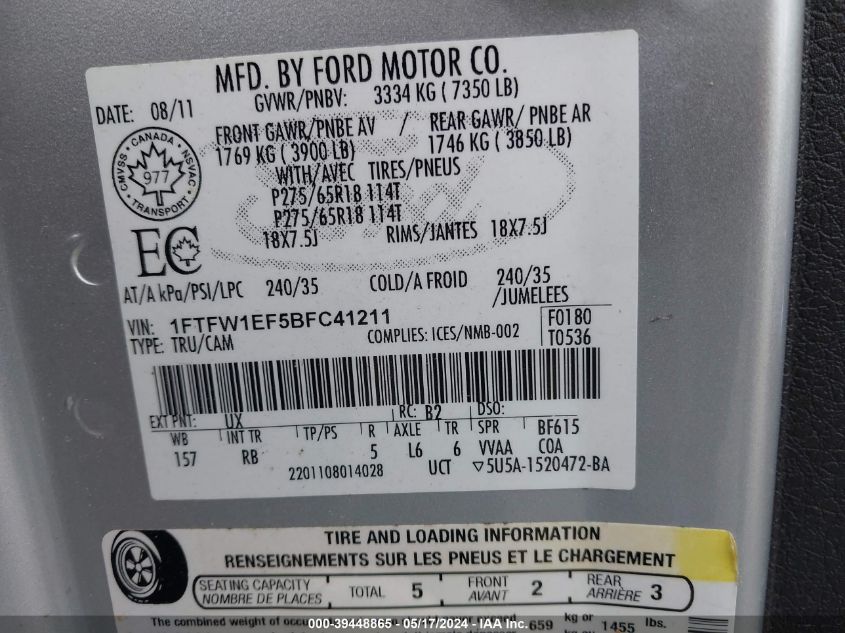 MFD. BY FORD MOTOR CO.
DATE: 08/11 GVWR/PNBV: 3334 KG ( 7350 LB)
FRONT GAWR/PNBE AV / REAR GAWR/ PNBE AR
1769 KG ( 3900 LB) 1746 KG ( 3850 LB)
WITH/AVEC TIRES/PNEUS
P275/65R18 114T
P275/65R18 114T
18X7.5J RIMS/JANTES 18X7.5J
CANADA
CMVSS NSVAC
977
TRANSPORT
EC
Ford
AT/A kPa/PSI/LPC 240/35 COLD/A FROID 240/35
/JUMELEES
VIN: 1FTFW1EF5BFC41211 F0180
TYPE: TRU/CAM COMPLIES: ICES/NMB-002 T0536
EXT PNT: UX RC: B2 DSO:
WB INT TR TP/PS R AXLE TR SPR BF615
157 RB 5 L6 6 VVAA COA
2201108014028 UCT ▽5U5A-1520472-BA
TIRE AND LOADING INFORMATION
RENSEIGNEMENTS SUR LES PNEUS ET LE CHARGEMENT
SEATING CAPACITY TOTAL 5 FRONT 2 REAR 3
NOMBRE DE PLACES AVANT ARRIÈRE
The combined weight of 659 kg or 1455 lbs.
000-39448865 - 05/17/2024 - IAA Inc.